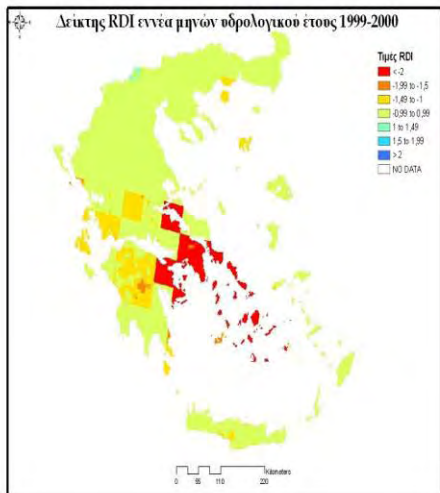 Δείκτης RDI εννέα μηνών υδρολογικού έτους 1999-2000
Τιμές RDI
< -2
-1,99 to -1,5
-1,49 to -1
-0,99 to 0,99
1 to 1,49
1,5 to 1,99
> 2
NO DATA
Kilometers
0 55 110 220